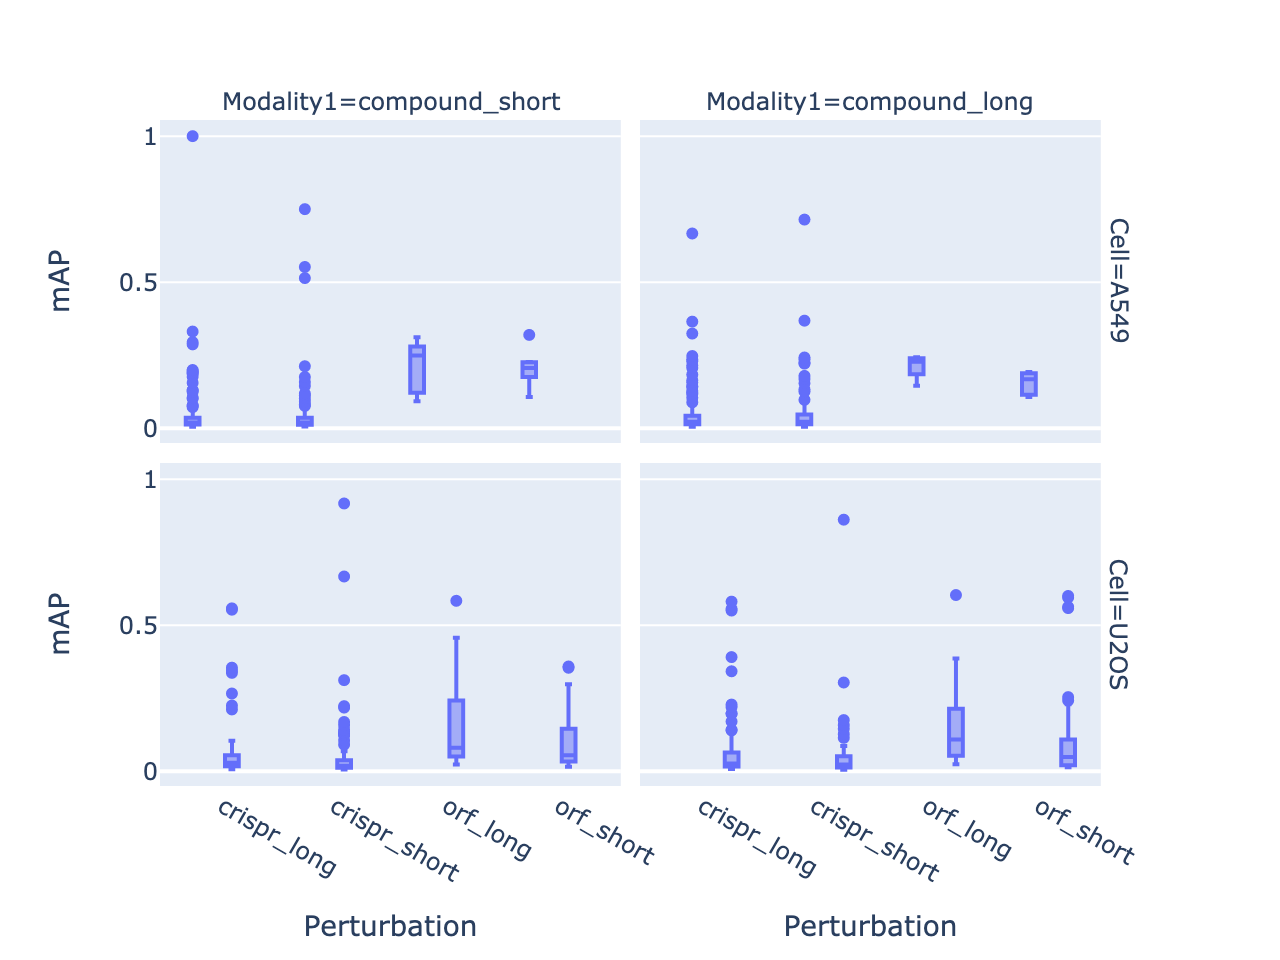 Modality1=compound_short
Modality1=compound_long
1
0.5
0
mAP
Cell=A549
1
0.5
0
mAP
Cell=U2OS
crispr_long
crispr_short
orf_long
orf_short
crispr_long
crispr_short
orf_long
orf_short
Perturbation
Perturbation